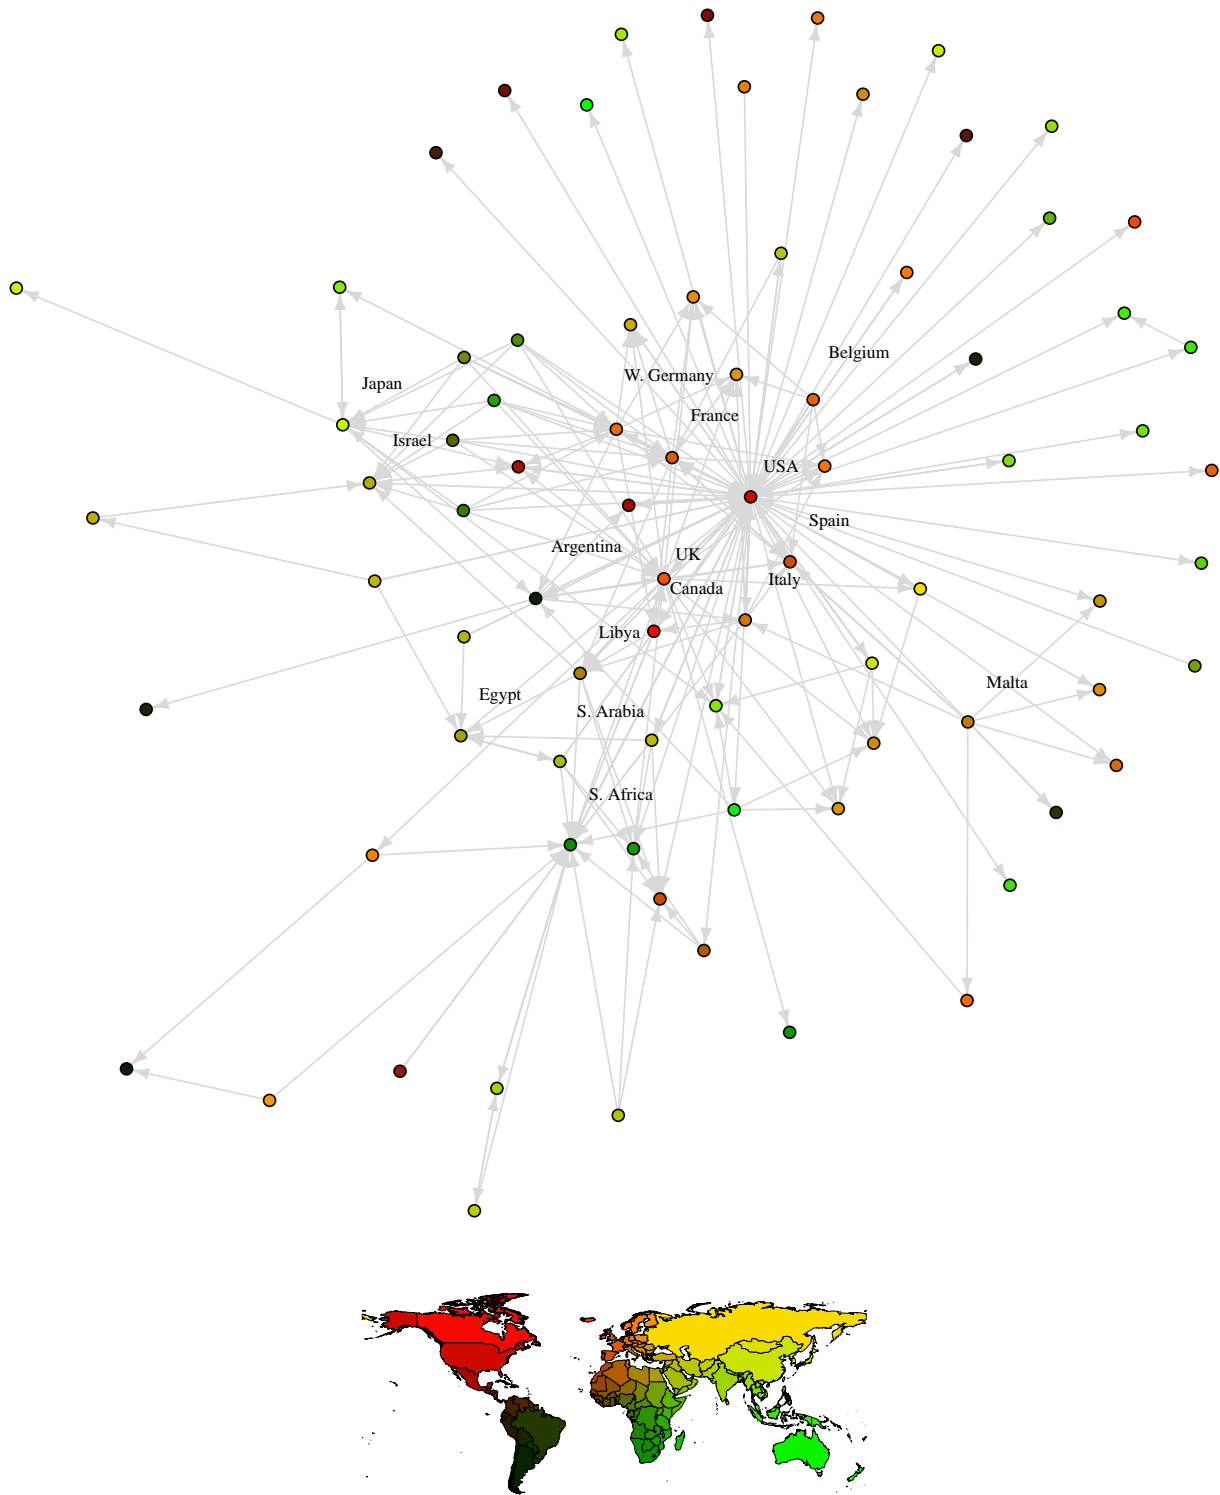 Belgium
W. Germany
Japan
France
Israel
USA
Spain
Argentina
UK
Italy
Canada
Libya
Malta
Egypt
S. Arabia
S. Africa